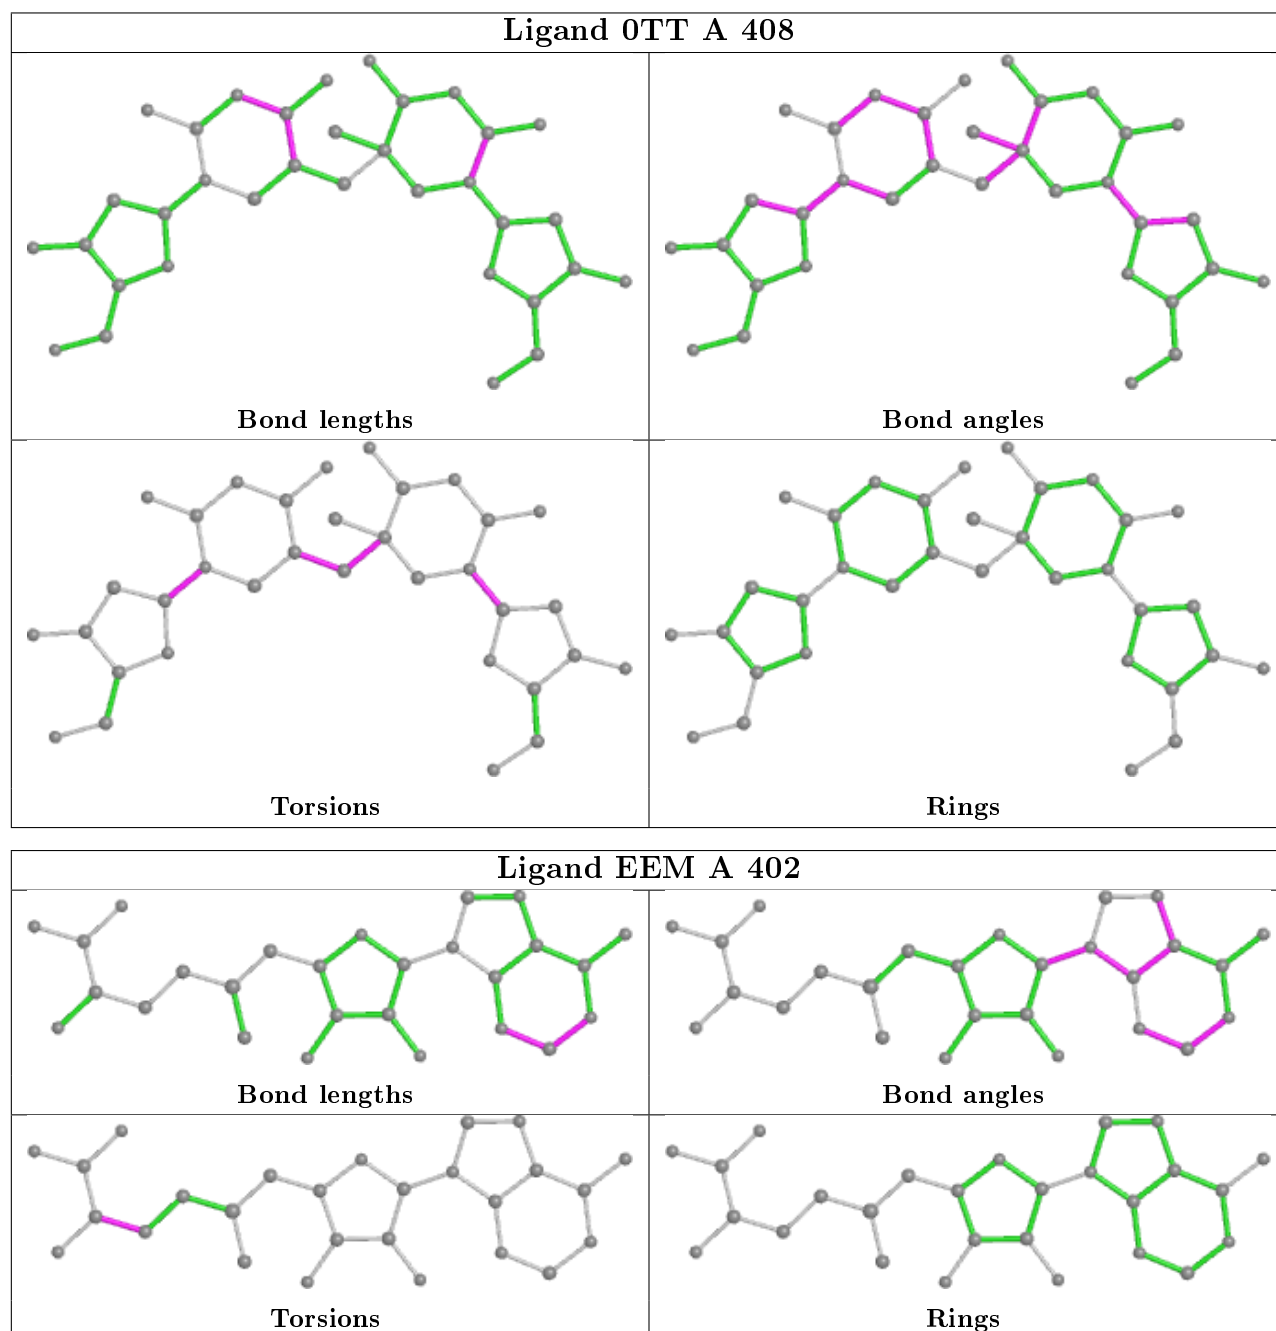 Ligand 0TT A 408
Bond lengths
Bond angles
Torsions
Rings
Ligand EEM A 402
Bond lengths
Bond angles
Torsions
Rings